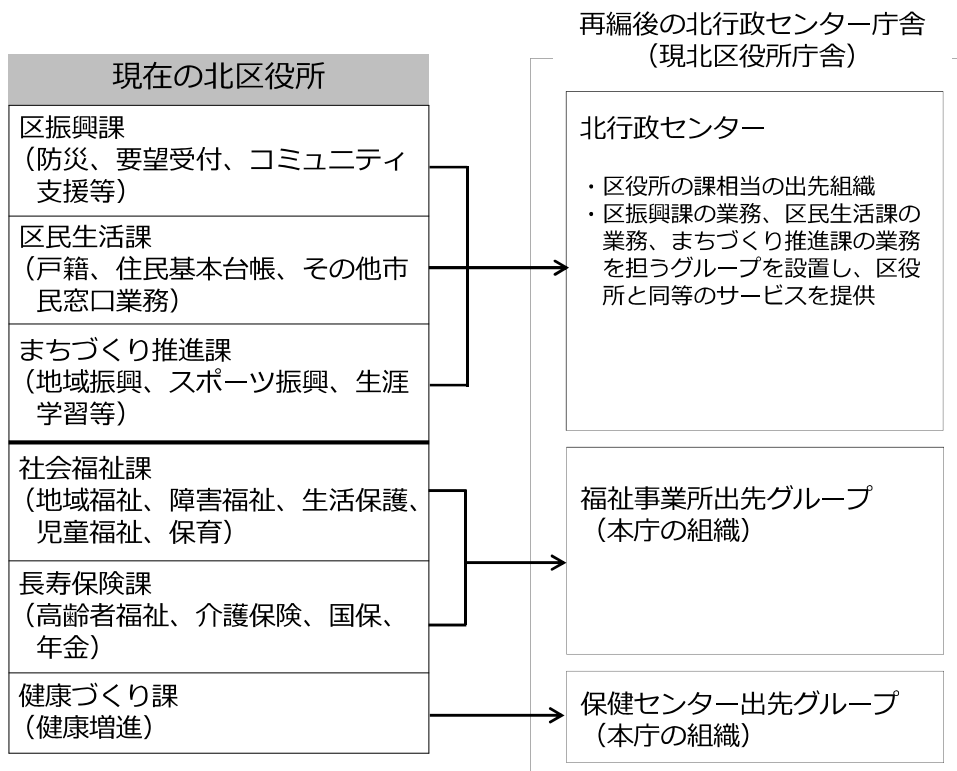 現在の北区役所
区振興課
（防災、要望受付、コミュニティ
支援等）
区民生活課
（戸籍、住民基本台帳、その他市
民窓口業務）
まちづくり推進課
（地域振興、スポーツ振興、生涯
学習等）
社会福祉課
（地域福祉、障害福祉、生活保護、
児童福祉、保育）
長寿保険課
（高齢者福祉、介護保険、国保、
年金）
健康づくり課
（健康増進）
再編後の北行政センター庁舎
（現北区役所庁舎）
北行政センター
・区役所の課相当の出先組織
・区振興課の業務、区民生活課の
業務、まちづくり推進課の業務
を担うグループを設置し、区役
所と同等のサービスを提供
福祉事業所出先グループ
（本庁の組織）
保健センター出先グループ
（本庁の組織）